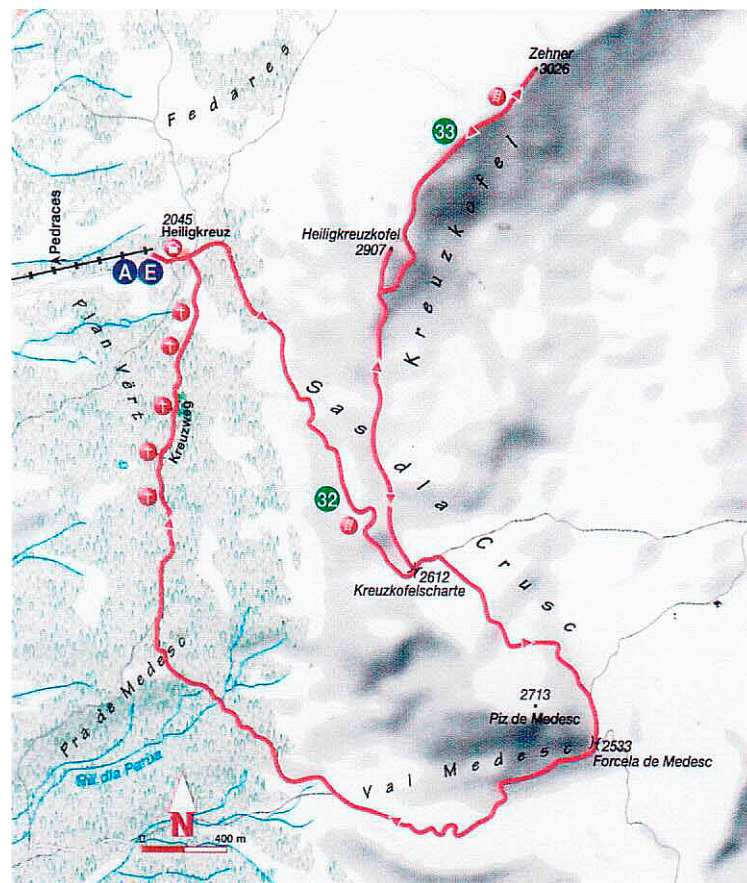 Zehner
3026
Fedares
33
Pedraces
2045
Heiligkreuz
Heiligkreuzkofel
2907
A E
Kreuzkofel
Plan Vërt
Sas dla Crusc
Kreuzweg
32
2612
Kreuzkofelscharte
Pra de Medesc
2713
Piz de Medesc
2533
Forcela de Medesc
Val Medesc
N
400 m